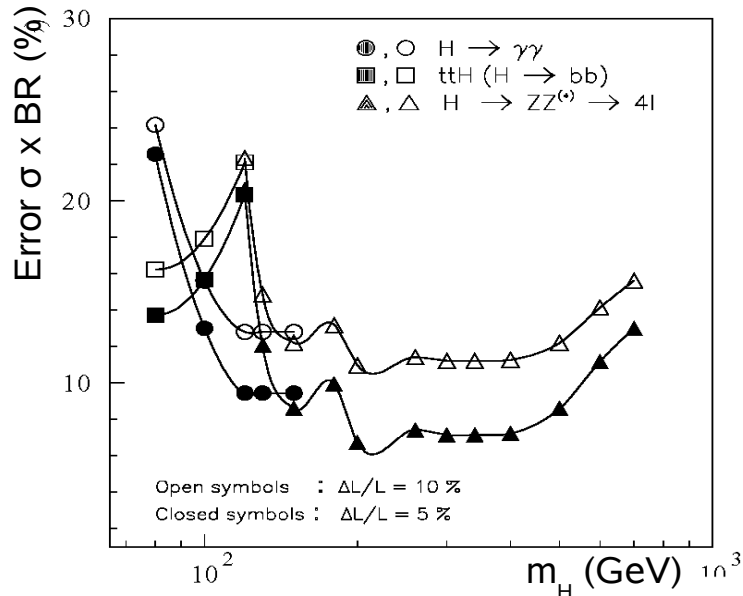 Error σ x BR (%)
30
20
10
H → γγ
ttH (H → bb)
H → ZZ⁽*⁾ → 4l
Open symbols : ΔL/L = 10 %
Closed symbols : ΔL/L = 5 %
10²
10³
m_H (GeV)